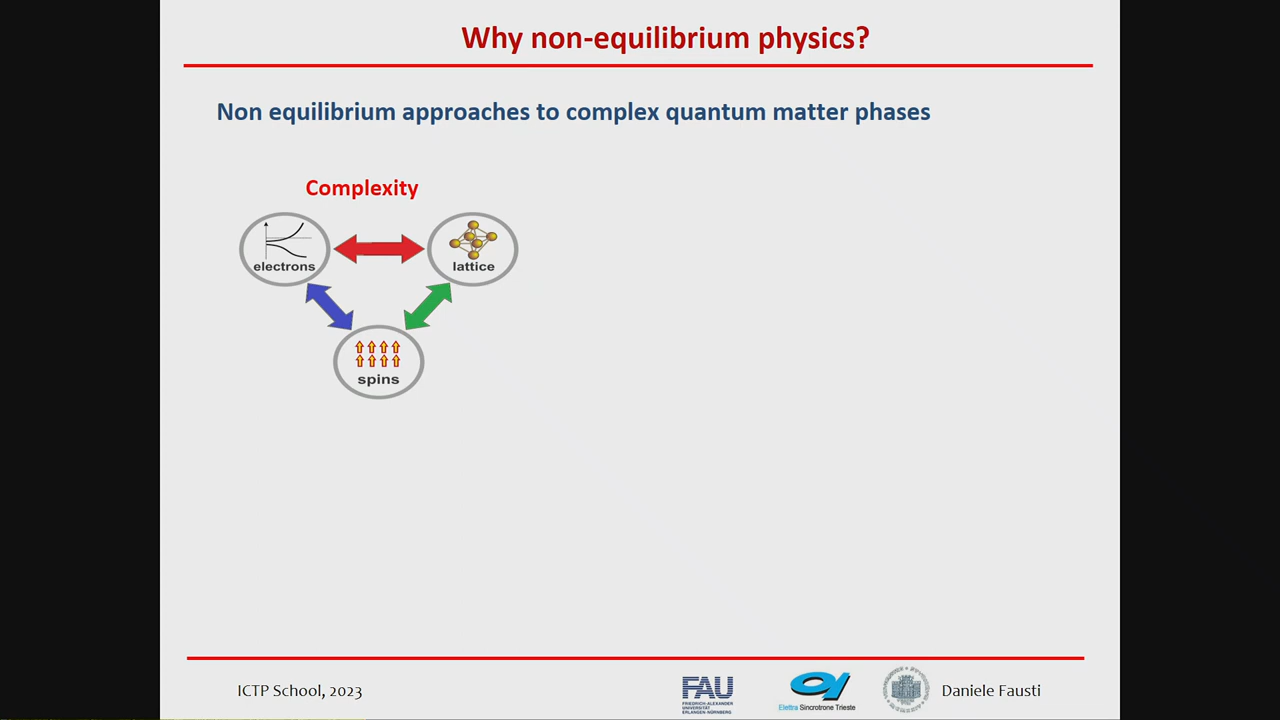 Why non-equilibrium physics?
Non equilibrium approaches to complex quantum matter phases
Complexity
electrons
lattice
spins
ICTP School, 2023
FAU
FRIEDRICH-ALEXANDER
UNIVERSITÄT
ERLANGEN-NÜRNBERG
Elettra Sincrotrone Trieste
Daniele Fausti